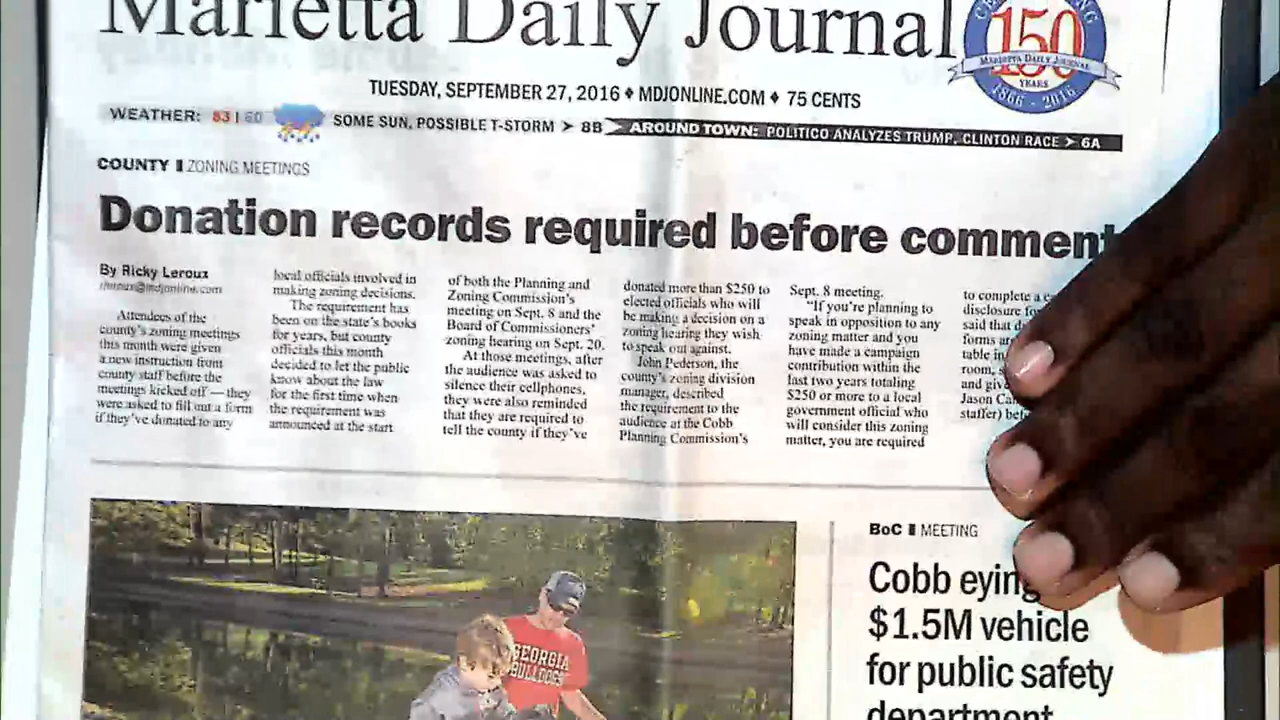 Marietta Daily Journal
150
MARIETTA DAILY JOURNAL
YEARS
1866 - 2016
TUESDAY, SEPTEMBER 27, 2016 ♦ MDJONLINE.COM ♦ 75 CENTS
WEATHER: 83 | 60 SOME SUN, POSSIBLE T-STORM ➤ 8B AROUND TOWN: POLITICO ANALYZES TRUMP, CLINTON RACE ➤ 6A
COUNTY ▮ ZONING MEETINGS
Donation records required before comment
By Ricky Leroux
rleroux@mdjonline.com
Attendees of the
county's zoning meetings
this month were given
a new instruction from
county staff before the
meetings kicked off — they
were asked to fill out a form
if they've donated to any
local officials involved in
making zoning decisions.
The requirement has
been on the state's books
for years, but county
officials this month
decided to let the public
know about the law
for the first time when
the requirement was
announced at the start
of both the Planning and
Zoning Commission's
meeting on Sept. 8 and the
Board of Commissioners'
zoning hearing on Sept. 20.
At those meetings, after
the audience was asked to
silence their cellphones,
they were also reminded
that they are required to
tell the county if they've
donated more than $250 to
elected officials who will
be making a decision on a
zoning hearing they wish
to speak out against.
John Pederson, the
county's zoning division
manager, described
the requirement to the
audience at the Cobb
Planning Commission's
Sept. 8 meeting.
"If you're planning to
speak in opposition to any
zoning matter and you
have made a campaign
contribution within the
last two years totaling
$250 or more to a local
government official who
will consider this zoning
matter, you are required
to complete a
disclosure
said that
forms
table in
room,
and
Jason
staffer)
BoC ▮ MEETING
Cobb eying
$1.5M vehicle
for public safety
department
GEORGIA
BULLDOGS